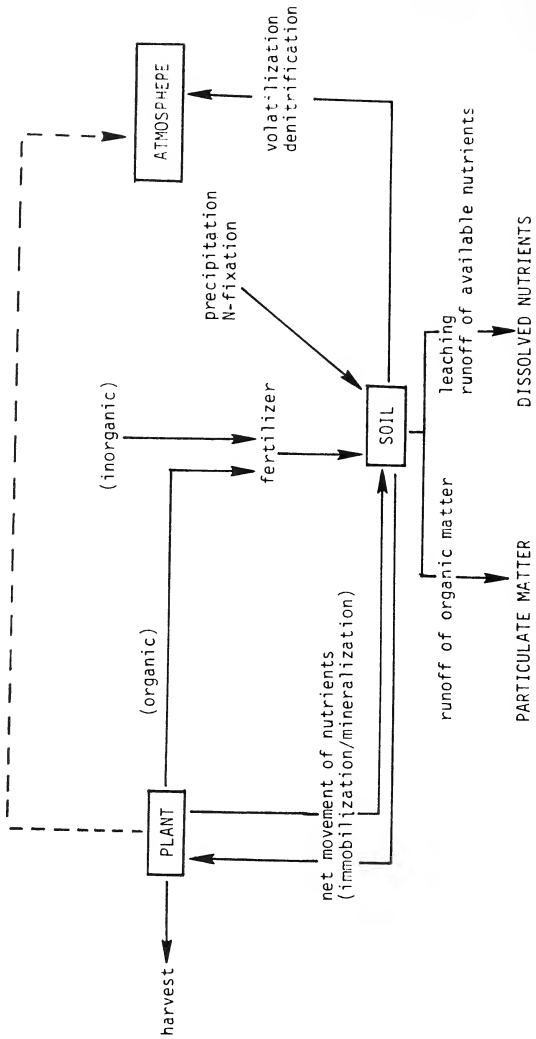 ATMOSPHEPE
volatilization
denitrification
precipitation
N-fixation
(inorganic)
fertilizer
(organic)
PLANT
harvest
SOIL
net movement of nutrients
(immobilization/mineralization)
leaching
runoff of available nutrients
DISSOLVED NUTRIENTS
runoff of organic matter
PARTICULATE MATTER